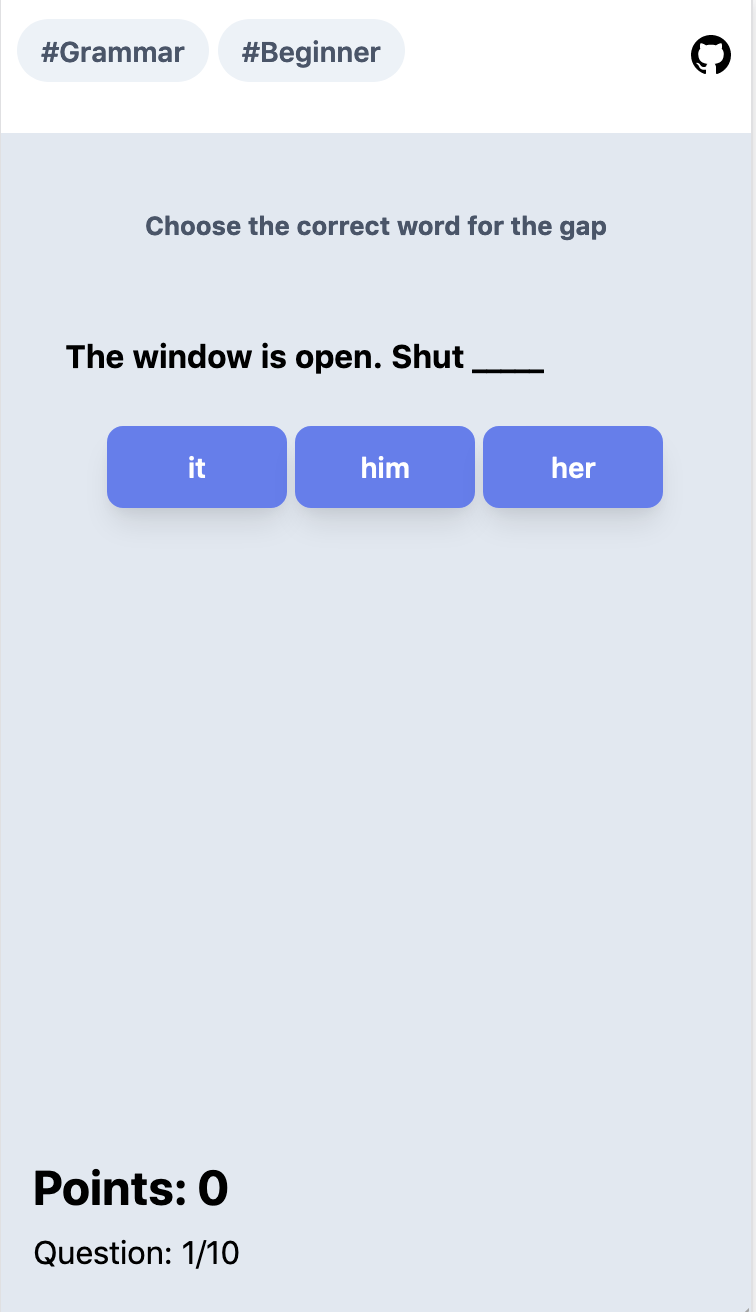 #Grammar #Beginner
Choose the correct word for the gap
The window is open. Shut _____
it him her
Points: 0
Question: 1/10